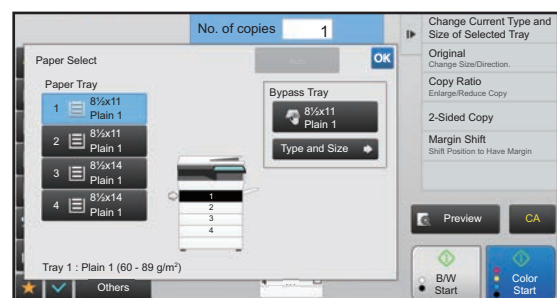 No. of copies 1
Paper Select
Auto
OK
Paper Tray
1 8½x11
Plain 1
2 8½x11
Plain 1
3 8½x14
Plain 1
4 8½x14
Plain 1
1
2
3
4
Bypass Tray
8½x11
Plain 1
Type and Size
Tray 1 : Plain 1 (60 - 89 g/m²)
Others
Change Current Type and
Size of Selected Tray
Original
Change Size/Direction.
Copy Ratio
Enlarge/Reduce Copy
2-Sided Copy
Margin Shift
Shift Position to Have Margin
Preview
CA
B/W
Start
Color
Start